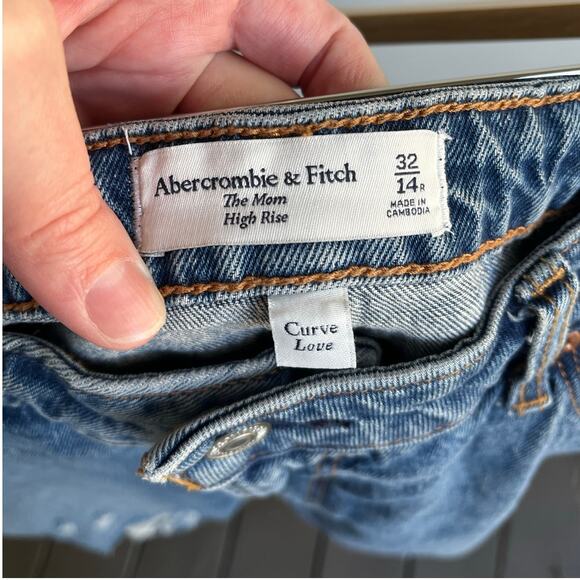 Abercrombie & Fitch
The Mom
High Rise
32
14R
MADE IN
CAMBODIA
Curve
Love